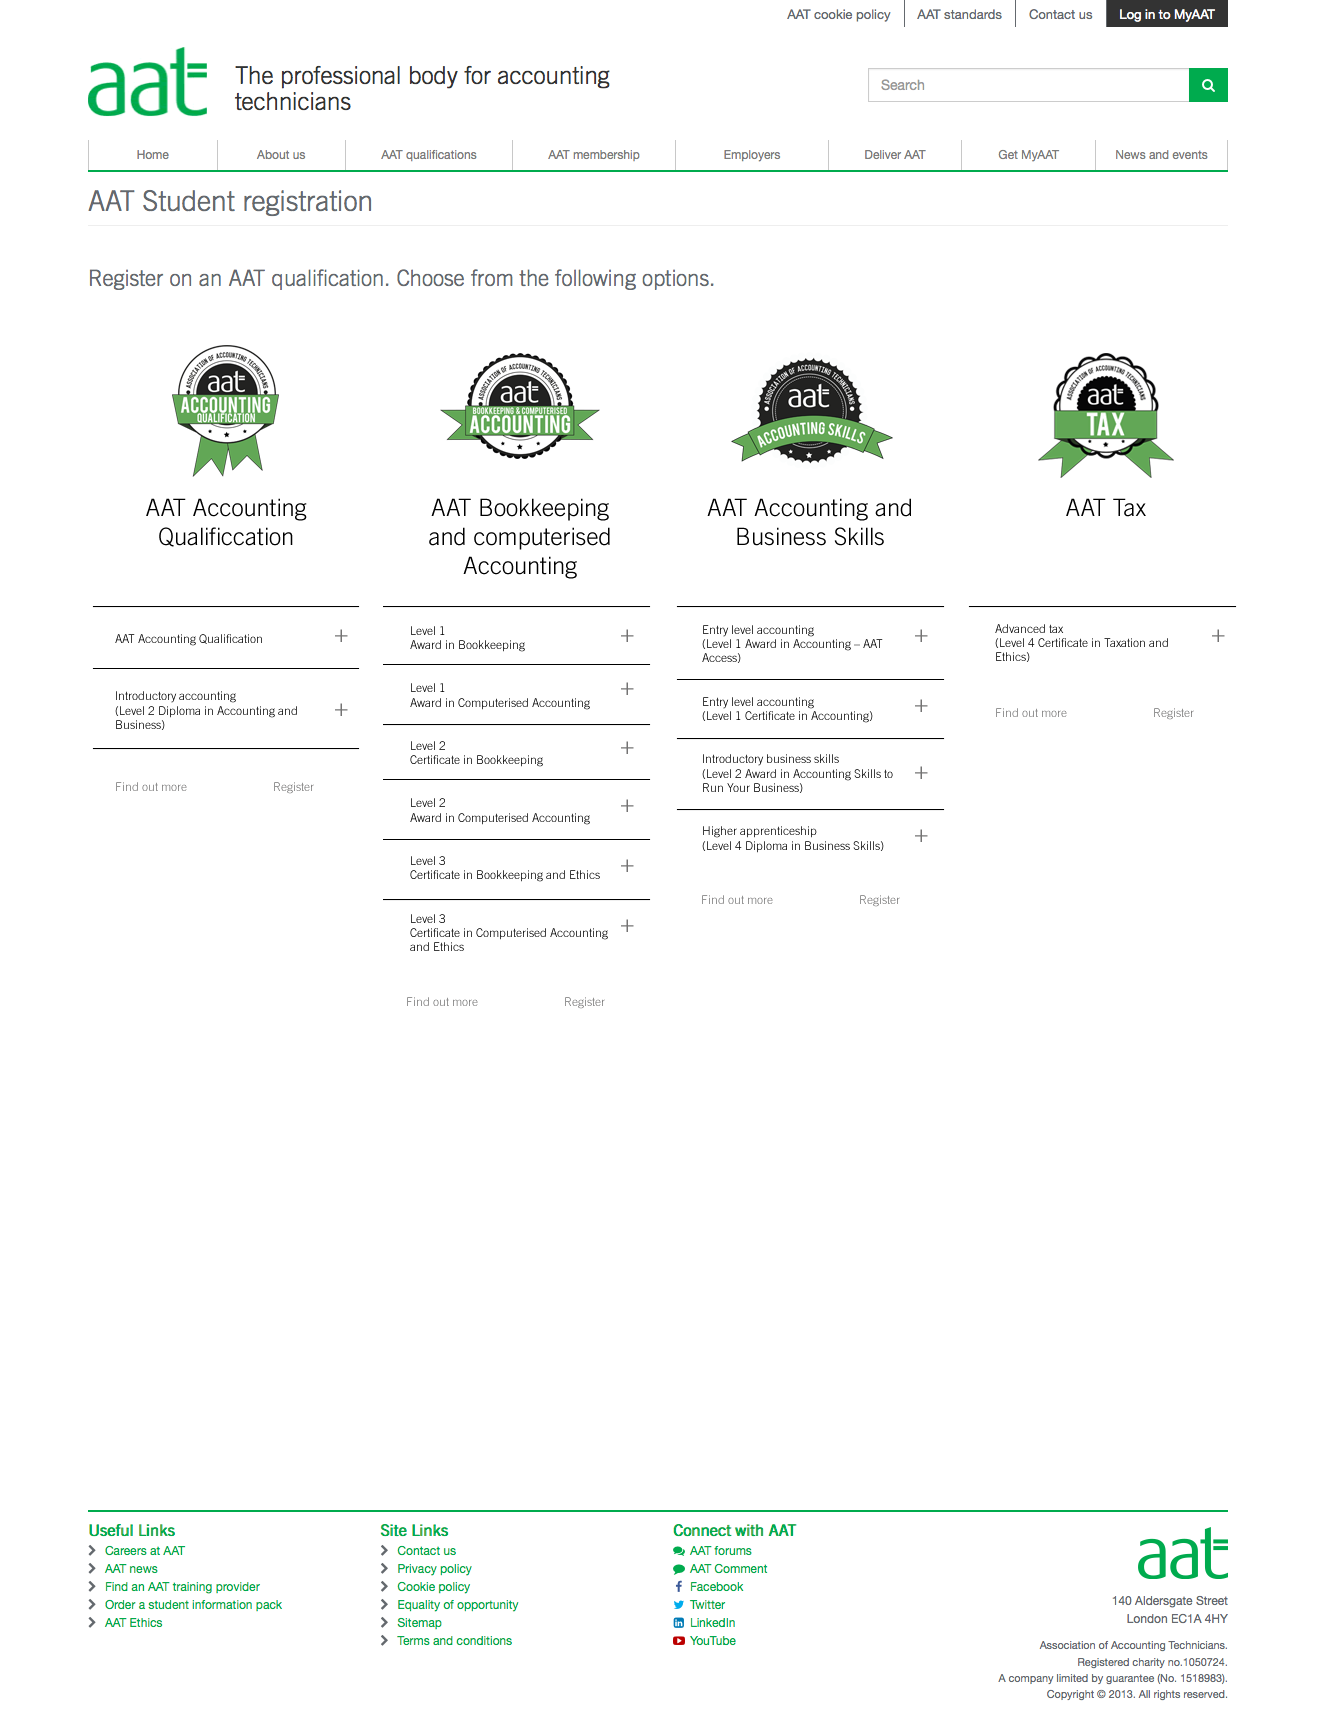 AAT cookie policy
AAT standards
Contact us
Log in to MyAAT
aat
The professional body for accounting
technicians
Search
Home
About us
AAT qualifications
AAT membership
Employers
Deliver AAT
Get MyAAT
News and events
AAT Student registration
Register on an AAT qualification. Choose from the following options.
ASSOCIATION OF ACCOUNTING TECHNICIANS
aat
ACCOUNTING
QUALIFICATION
AAT Accounting
Qualificcation
AAT Accounting Qualification
Introductory accounting
(Level 2 Diploma in Accounting and
Business)
Find out more
Register
ASSOCIATION OF ACCOUNTING TECHNICIANS
aat
BOOKKEEPING & COMPUTERISED
ACCOUNTING
AAT Bookkeeping
and computerised
Accounting
Level 1
Award in Bookkeeping
Level 1
Award in Computerised Accounting
Level 2
Certificate in Bookkeeping
Level 2
Award in Computerised Accounting
Level 3
Certificate in Bookkeeping and Ethics
Level 3
Certificate in Computerised Accounting
and Ethics
Find out more
Register
ASSOCIATION OF ACCOUNTING TECHNICIANS
aat
ACCOUNTING SKILLS
AAT Accounting and
Business Skills
Entry level accounting
(Level 1 Award in Accounting – AAT
Access)
Entry level accounting
(Level 1 Certificate in Accounting)
Introductory business skills
(Level 2 Award in Accounting Skills to
Run Your Business)
Higher apprenticeship
(Level 4 Diploma in Business Skills)
Find out more
Register
ASSOCIATION OF ACCOUNTING TECHNICIANS
aat
TAX
AAT Tax
Advanced tax
(Level 4 Certificate in Taxation and
Ethics)
Find out more
Register
Useful Links
Careers at AAT
AAT news
Find an AAT training provider
Order a student information pack
AAT Ethics
Site Links
Contact us
Privacy policy
Cookie policy
Equality of opportunity
Sitemap
Terms and conditions
Connect with AAT
AAT forums
AAT Comment
Facebook
Twitter
LinkedIn
YouTube
aat
140 Aldersgate Street
London EC1A 4HY
Association of Accounting Technicians.
Registered charity no.1050724.
A company limited by guarantee (No. 1518983).
Copyright © 2013. All rights reserved.